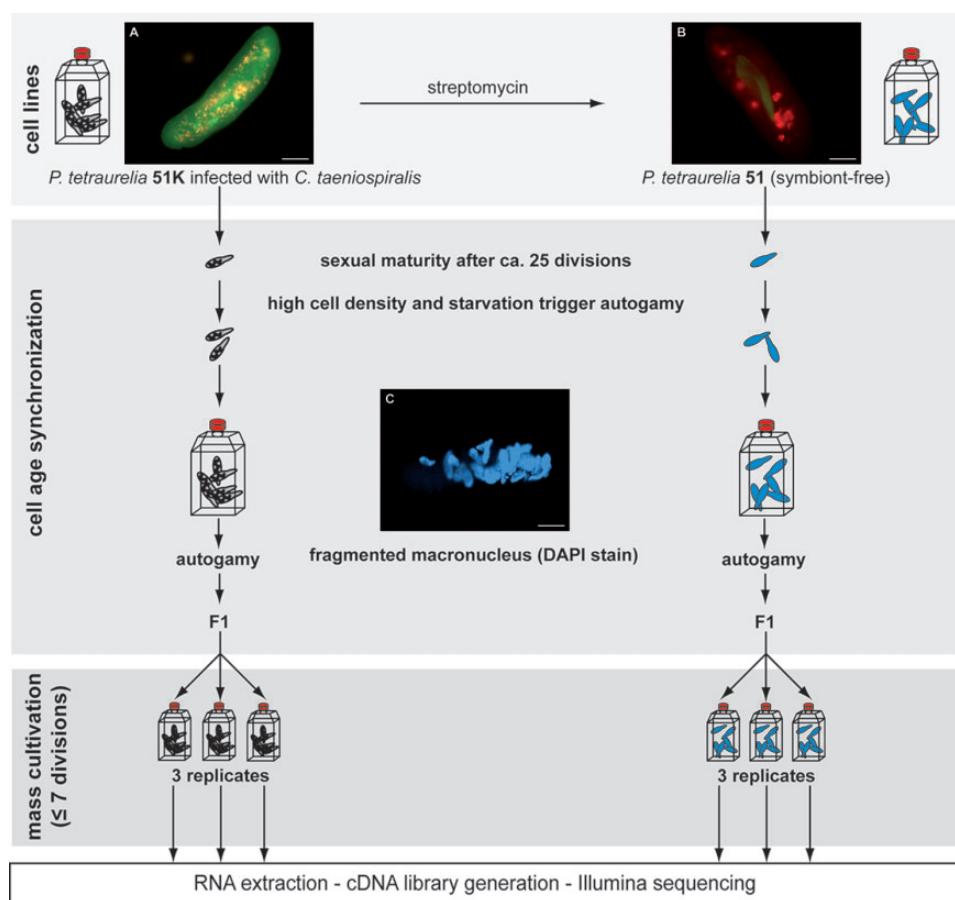 cell lines
A
B
streptomycin
P. tetraurelia 51K infected with C. taeniospiralis
P. tetraurelia 51 (symbiont-free)
cell age synchronization
sexual maturity after ca. 25 divisions
high cell density and starvation trigger autogamy
C
fragmented macronucleus (DAPI stain)
autogamy
autogamy
F1
F1
mass cultivation
(≤ 7 divisions)
3 replicates
3 replicates
RNA extraction - cDNA library generation - Illumina sequencing